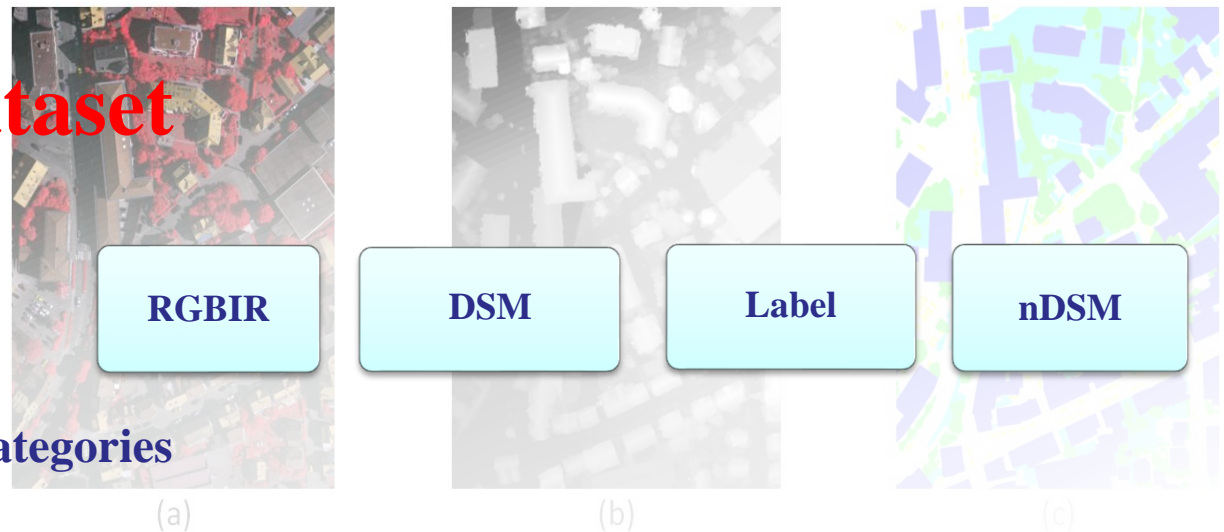 taset
RGBIR
DSM
Label
nDSM
ategories
(a)
(b)
(c)